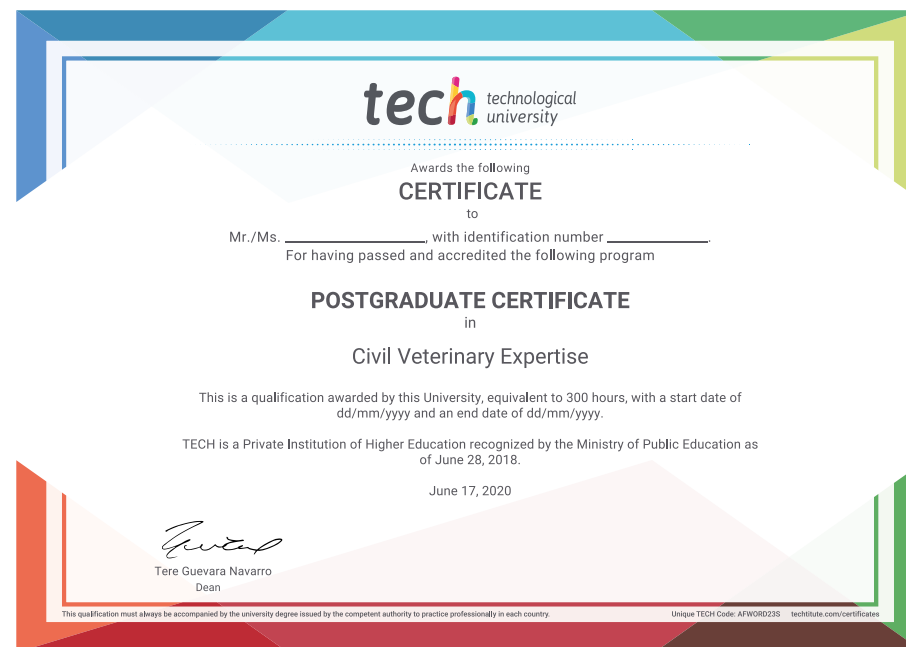 tech technological
university
Awards the following
CERTIFICATE
to
Mr./Ms. ____________________, with identification number ______________.
For having passed and accredited the following program
POSTGRADUATE CERTIFICATE
in
Civil Veterinary Expertise
This is a qualification awarded by this University, equivalent to 300 hours, with a start date of
dd/mm/yyyy and an end date of dd/mm/yyyy.
TECH is a Private Institution of Higher Education recognized by the Ministry of Public Education as
of June 28, 2018.
June 17, 2020
Tere Guevara Navarro
Dean
This qualification must always be accompanied by the university degree issued by the competent authority to practice professionally in each country. Unique TECH Code: AFWORD23S techtitute.com/certificates